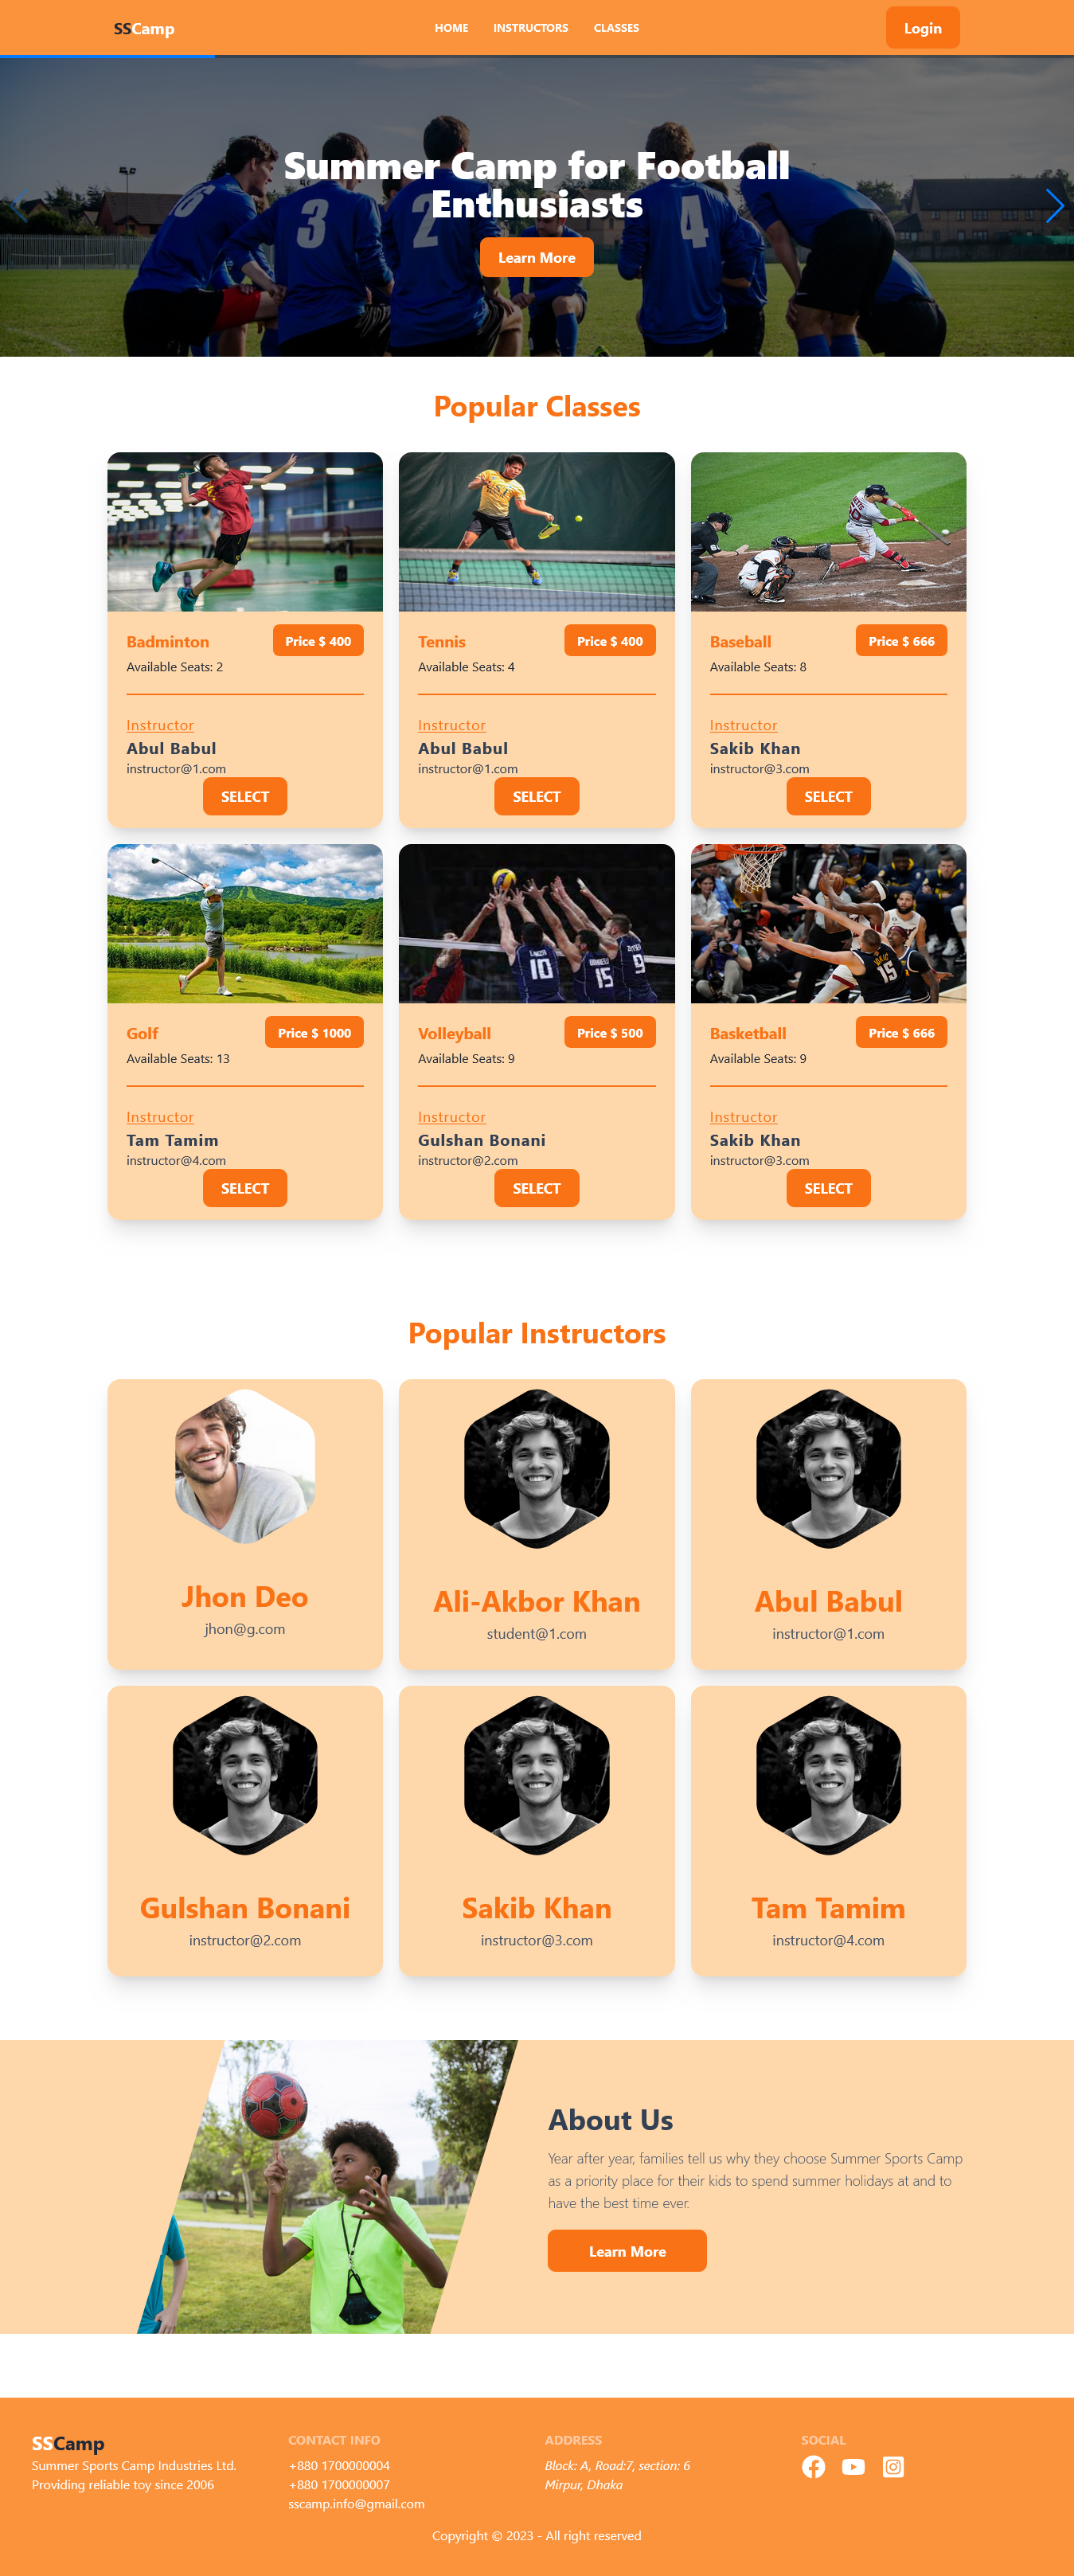 SSCamp
HOME INSTRUCTORS CLASSES
Login
Summer Camp for Football
Enthusiasts
Learn More
3 2 4
Popular Classes
Badminton
Price $ 400
Available Seats: 2
Instructor
Abul Babul
instructor@1.com
SELECT
Tennis
Price $ 400
Available Seats: 4
Instructor
Abul Babul
instructor@1.com
SELECT
Baseball
Price $ 666
Available Seats: 8
Instructor
Sakib Khan
instructor@3.com
SELECT
Golf
Price $ 1000
Available Seats: 13
Instructor
Tam Tamim
instructor@4.com
SELECT
10
15
9
Volleyball
Price $ 500
Available Seats: 9
Instructor
Gulshan Bonani
instructor@2.com
SELECT
15
Basketball
Price $ 666
Available Seats: 9
Instructor
Sakib Khan
instructor@3.com
SELECT
Popular Instructors
Jhon Deo
jhon@g.com
Ali-Akbor Khan
student@1.com
Abul Babul
instructor@1.com
Gulshan Bonani
instructor@2.com
Sakib Khan
instructor@3.com
Tam Tamim
instructor@4.com
About Us
Year after year, families tell us why they choose Summer Sports Camp
as a priority place for their kids to spend summer holidays at and to
have the best time ever.
Learn More
SSCamp
Summer Sports Camp Industries Ltd.
Providing reliable toy since 2006
CONTACT INFO
+880 1700000004
+880 1700000007
sscamp.info@gmail.com
ADDRESS
Block: A, Road:7, section: 6
Mirpur, Dhaka
SOCIAL
Copyright © 2023 - All right reserved